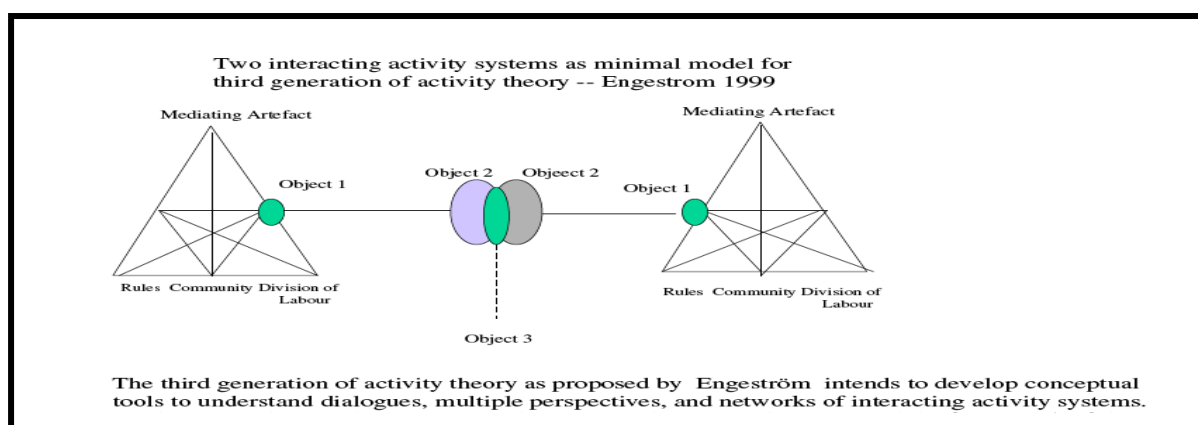 Two interacting activity systems as minimal model for
third generation of activity theory -- Engestrom 1999
Mediating Artefact
Mediating Artefact
Object 1
Object 2
Objeect 2
Object 1
Rules Community Division of
Labour
Rules Community Division of
Labour
Object 3
The third generation of activity theory as proposed by Engeström intends to develop conceptual
tools to understand dialogues, multiple perspectives, and networks of interacting activity systems.